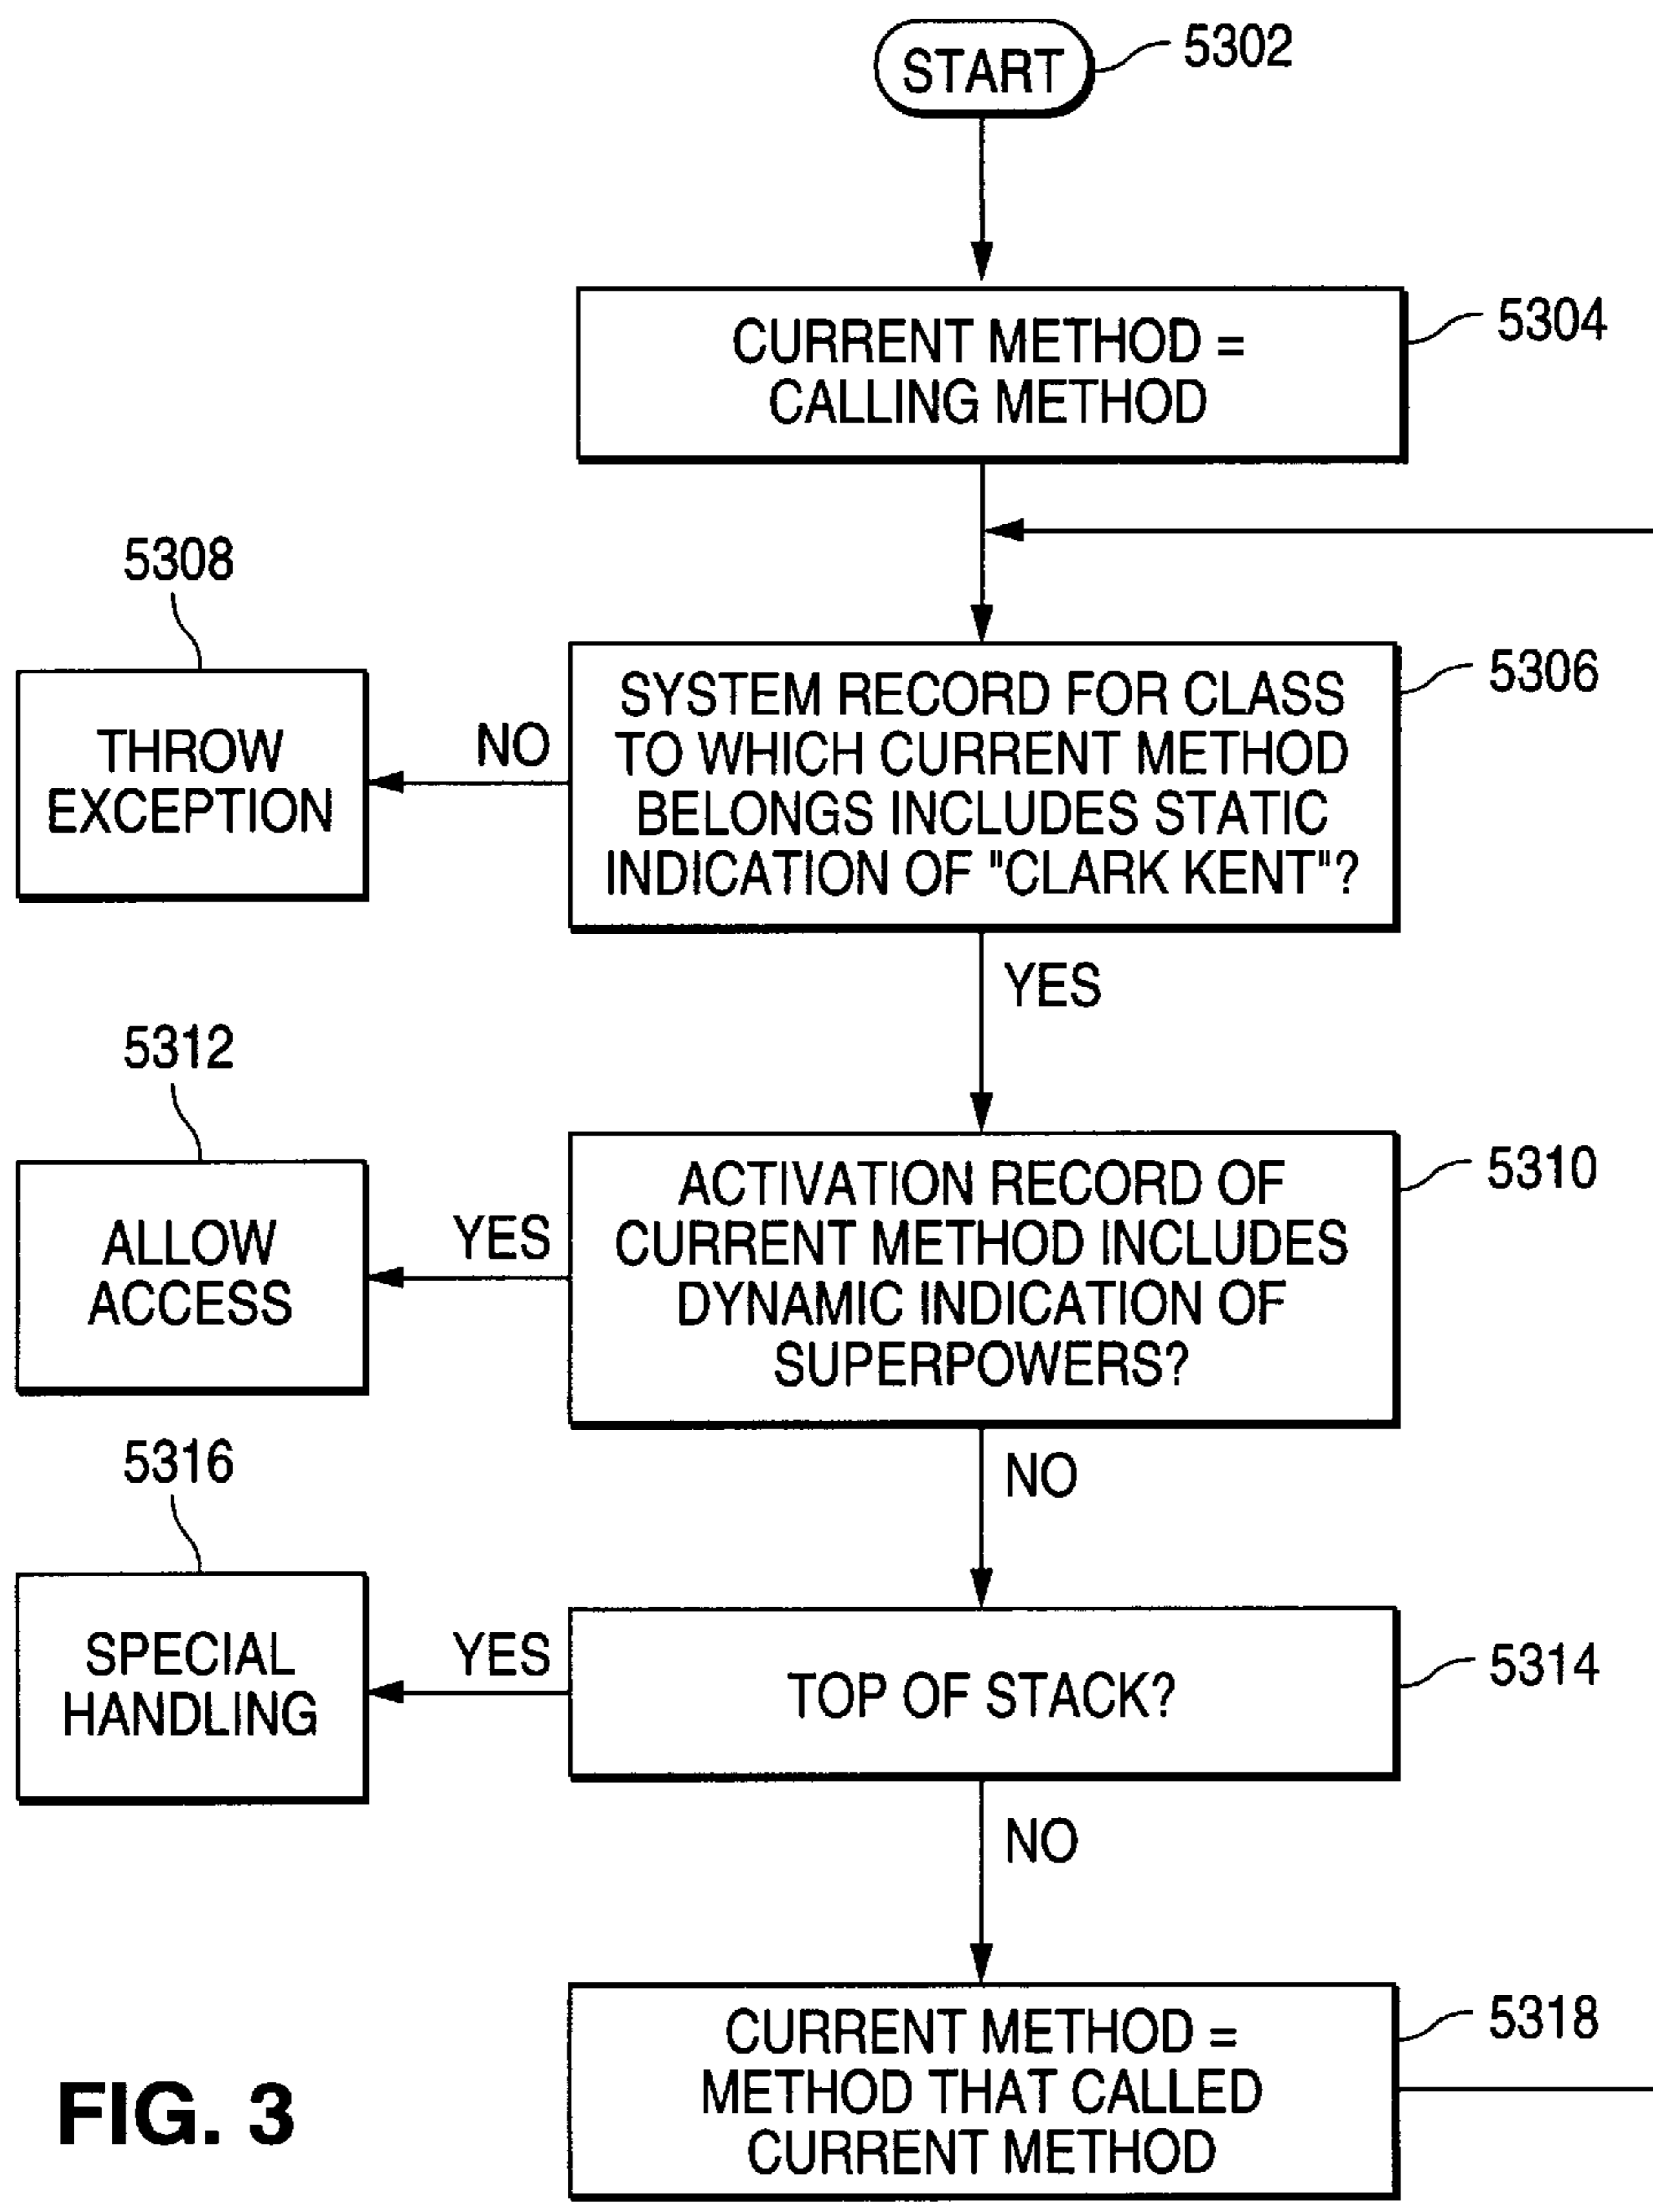 START
5302
CURRENT METHOD =
CALLING METHOD
5304
5308
THROW
EXCEPTION
NO
SYSTEM RECORD FOR CLASS
TO WHICH CURRENT METHOD
BELONGS INCLUDES STATIC
INDICATION OF "CLARK KENT"?
5306
YES
5312
ALLOW
ACCESS
YES
ACTIVATION RECORD OF
CURRENT METHOD INCLUDES
DYNAMIC INDICATION OF
SUPERPOWERS?
5310
NO
5316
SPECIAL
HANDLING
YES
TOP OF STACK?
5314
NO
CURRENT METHOD =
METHOD THAT CALLED
CURRENT METHOD
5318
FIG. 3